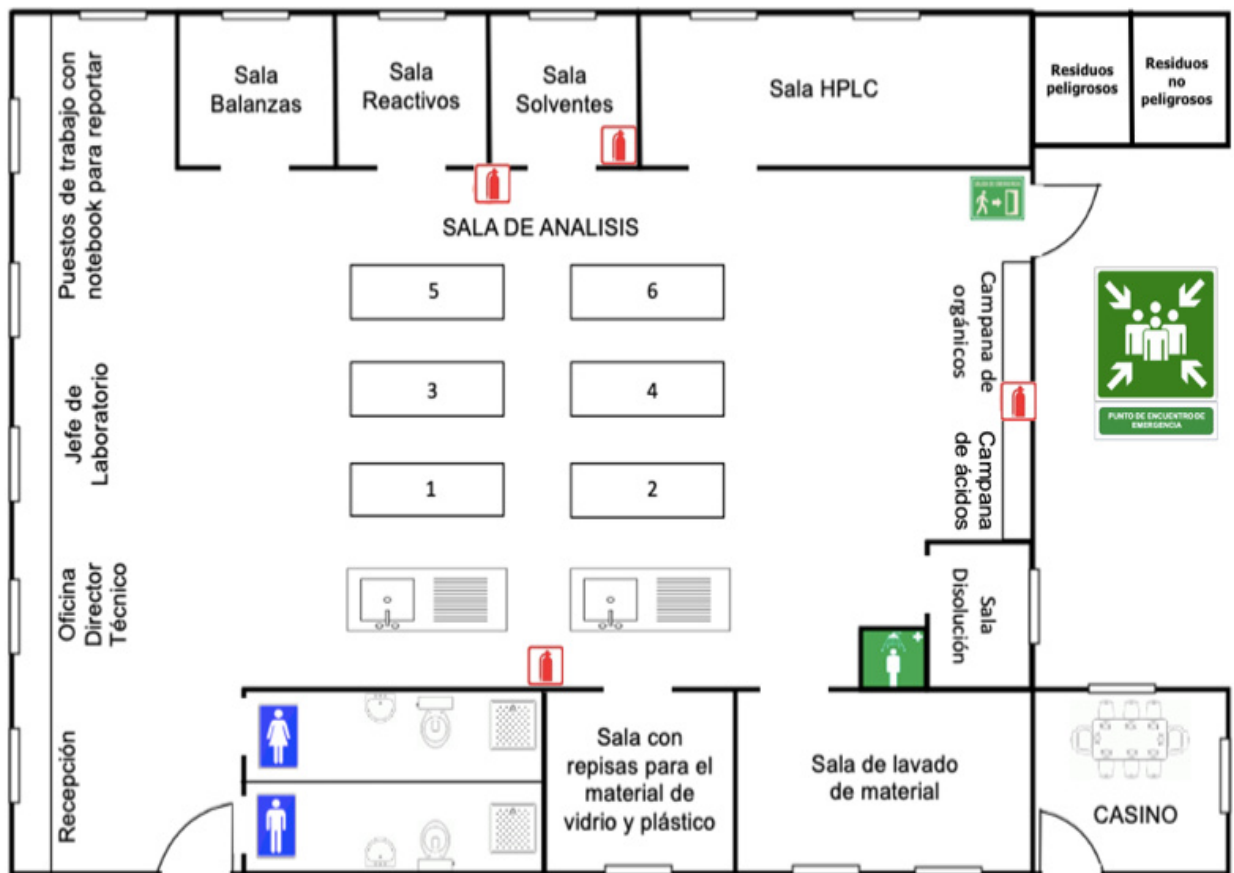 Puestos de trabajo con
notebook para reportar
Jefe de
Laboratorio
Oficina
Director
Técnico
Recepción
Sala
Balanzas
Sala
Reactivos
Sala
Solventes
Sala HPLC
Residuos
peligrosos
Residuos
no
peligrosos
SALA DE ANALISIS
5
6
3
4
1
2
Campana de
orgánicos
Campana
de ácidos
PUNTO DE ENCUENTRO DE
EMERGENCIA
Sala
Disolución
Sala con
repisas para el
material de
vidrio y plástico
Sala de lavado
de material
CASINO